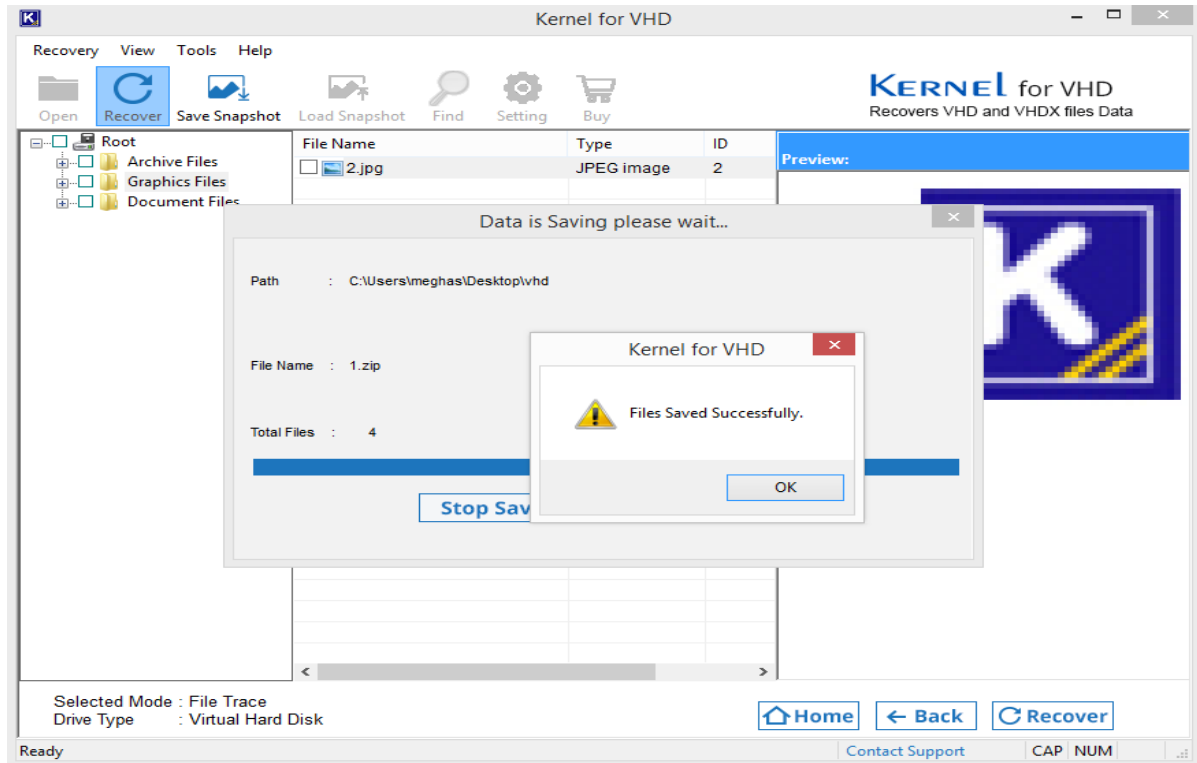 Kernel for VHD
Recovery View Tools Help
Open Recover Save Snapshot Load Snapshot Find Setting Buy
KERNEL for VHD
Recovers VHD and VHDX files Data
Root
Archive Files
Graphics Files
Document Files
File Name Type ID
2.jpg JPEG image 2
Preview:
K
Data is Saving please wait...
Path : C:\Users\meghas\Desktop\vhd
File Name : 1.zip
Total Files : 4
Stop Sav
Kernel for VHD
Files Saved Successfully.
OK
Selected Mode : File Trace
Drive Type : Virtual Hard Disk
Home Back Recover
Ready Contact Support CAP NUM